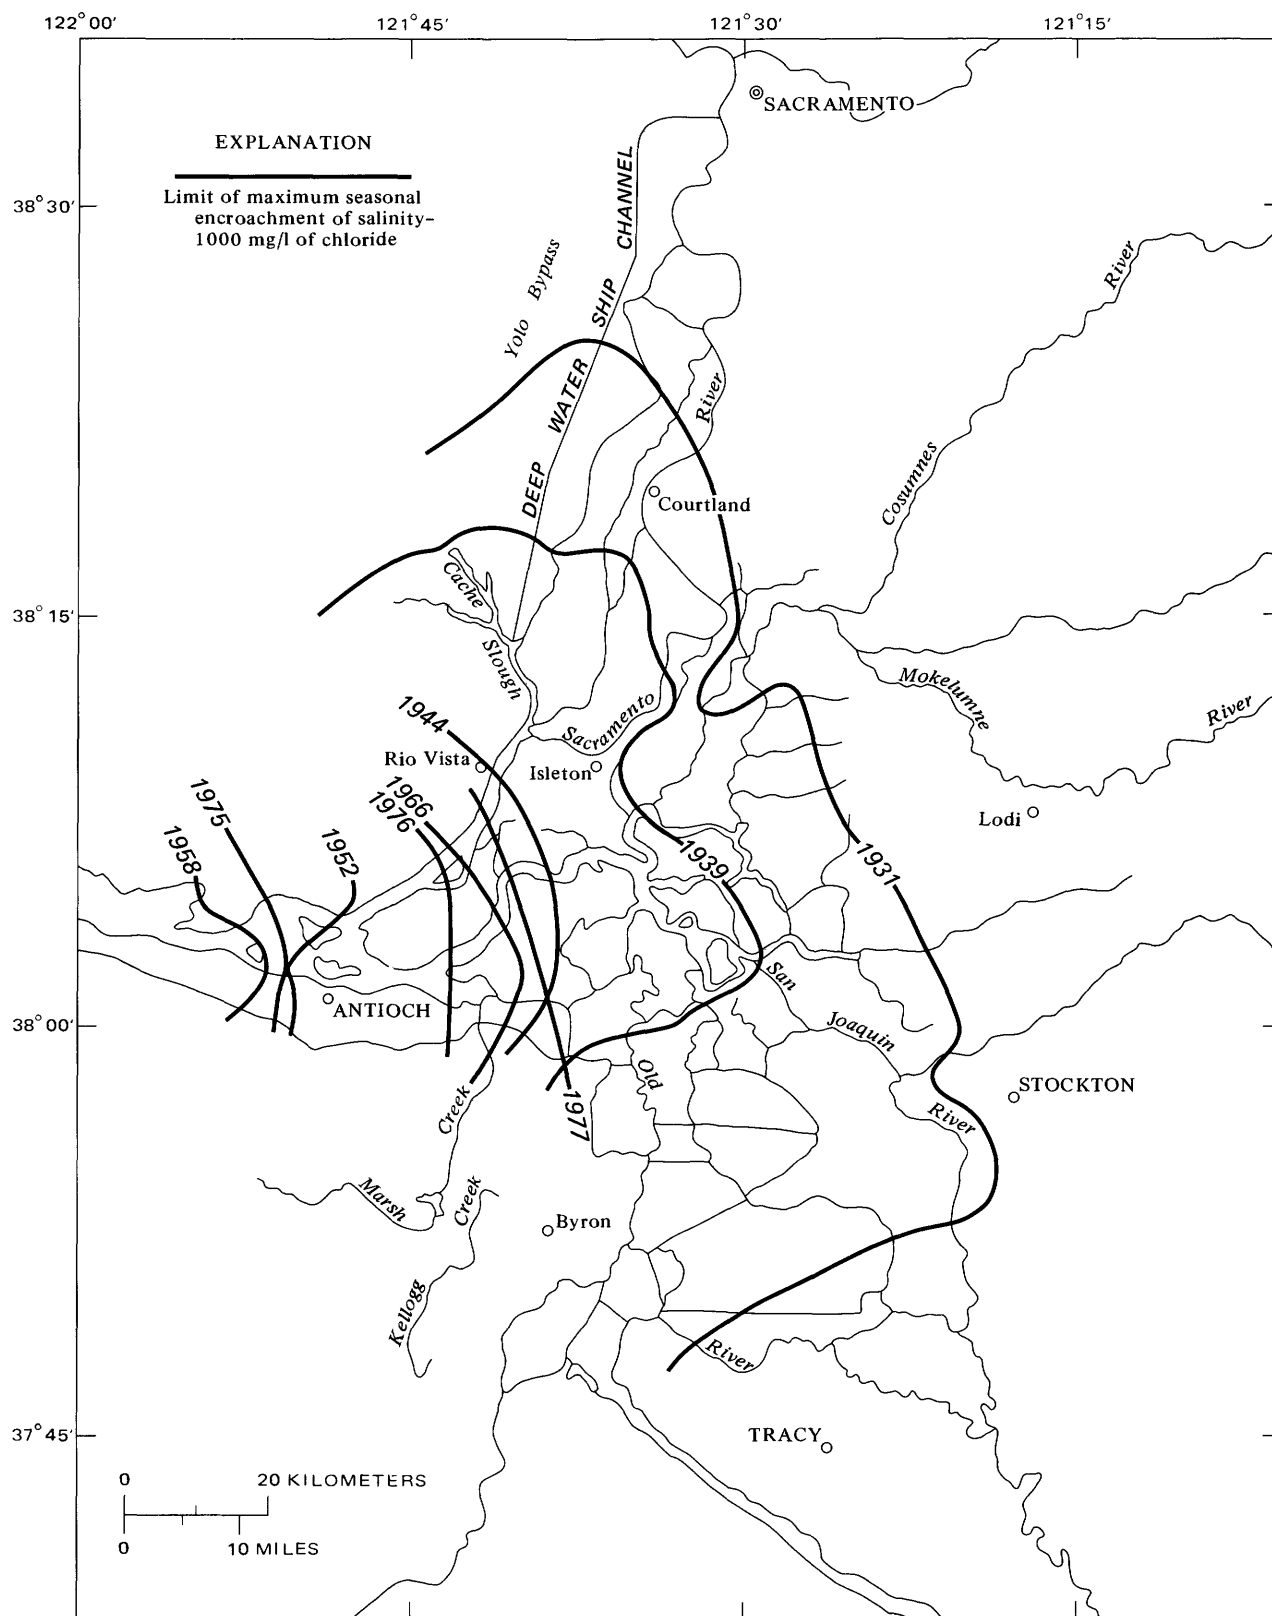 122°00′ 121°45′ 121°30′ 121°15′
SACRAMENTO
EXPLANATION
Limit of maximum seasonal
encroachment of salinity–
1000 mg/l of chloride
38°30′
DEEP WATER SHIP CHANNEL
Yolo Bypass
River
River
Cosumnes
Courtland
Cache
Slough
38°15′
Mokelumne
River
Sacramento
1944
Rio Vista
Isleton
1966
1976
1975
1958
1952
Lodi
1939
1931
San
Joaquin
River
ANTIOCH
38°00′
Old
STOCKTON
1977
Creek
Marsh
Creek
Kellogg
Byron
River
37°45′
TRACY
0 20 KILOMETERS
0 10 MILES